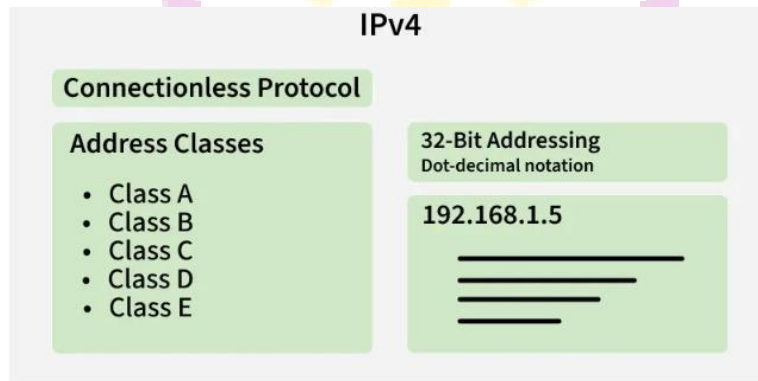 IPv4
Connectionless Protocol
Address Classes
• Class A
• Class B
• Class C
• Class D
• Class E
32-Bit Addressing
Dot-decimal notation
192.168.1.5